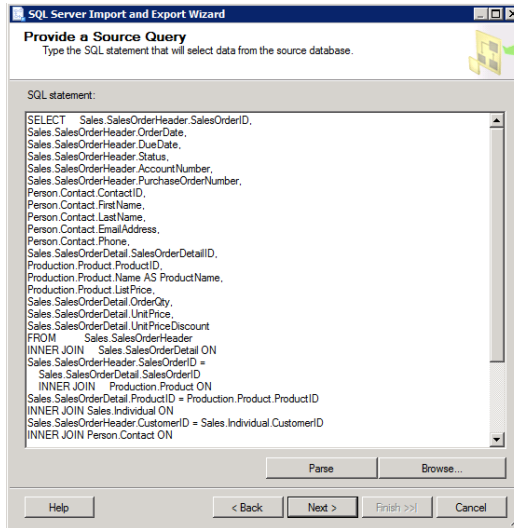 SQL Server Import and Export Wizard
Provide a Source Query
Type the SQL statement that will select data from the source database.
SQL statement:
SELECT Sales.SalesOrderHeader.SalesOrderID,
Sales.SalesOrderHeader.OrderDate,
Sales.SalesOrderHeader.DueDate,
Sales.SalesOrderHeader.Status,
Sales.SalesOrderHeader.AccountNumber,
Sales.SalesOrderHeader.PurchaseOrderNumber,
Person.Contact.ContactID,
Person.Contact.FirstName,
Person.Contact.LastName,
Person.Contact.EmailAddress,
Person.Contact.Phone,
Sales.SalesOrderDetail.SalesOrderDetailID,
Production.Product.ProductID,
Production.Product.Name AS ProductName,
Production.Product.ListPrice,
Sales.SalesOrderDetail.OrderQty,
Sales.SalesOrderDetail.UnitPrice,
Sales.SalesOrderDetail.UnitPriceDiscount
FROM Sales.SalesOrderHeader
INNER JOIN Sales.SalesOrderDetail ON
Sales.SalesOrderHeader.SalesOrderID =
Sales.SalesOrderDetail.SalesOrderID
INNER JOIN Production.Product ON
Sales.SalesOrderDetail.ProductID = Production.Product.ProductID
INNER JOIN Sales.Individual ON
Sales.SalesOrderHeader.CustomerID = Sales.Individual.CustomerID
INNER JOIN Person.Contact ON
Parse Browse...
Help < Back Next > Finish >>| Cancel